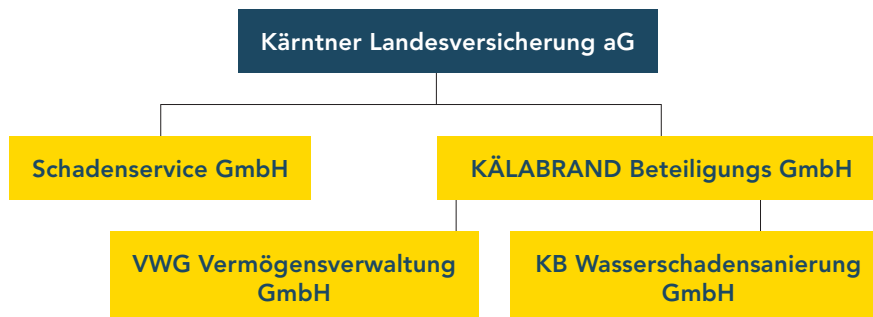 Kärntner Landesversicherung aG
Schadenservice GmbH
KÄLABRAND Beteiligungs GmbH
VWG Vermögensverwaltung
GmbH
KB Wasserschadensanierung
GmbH